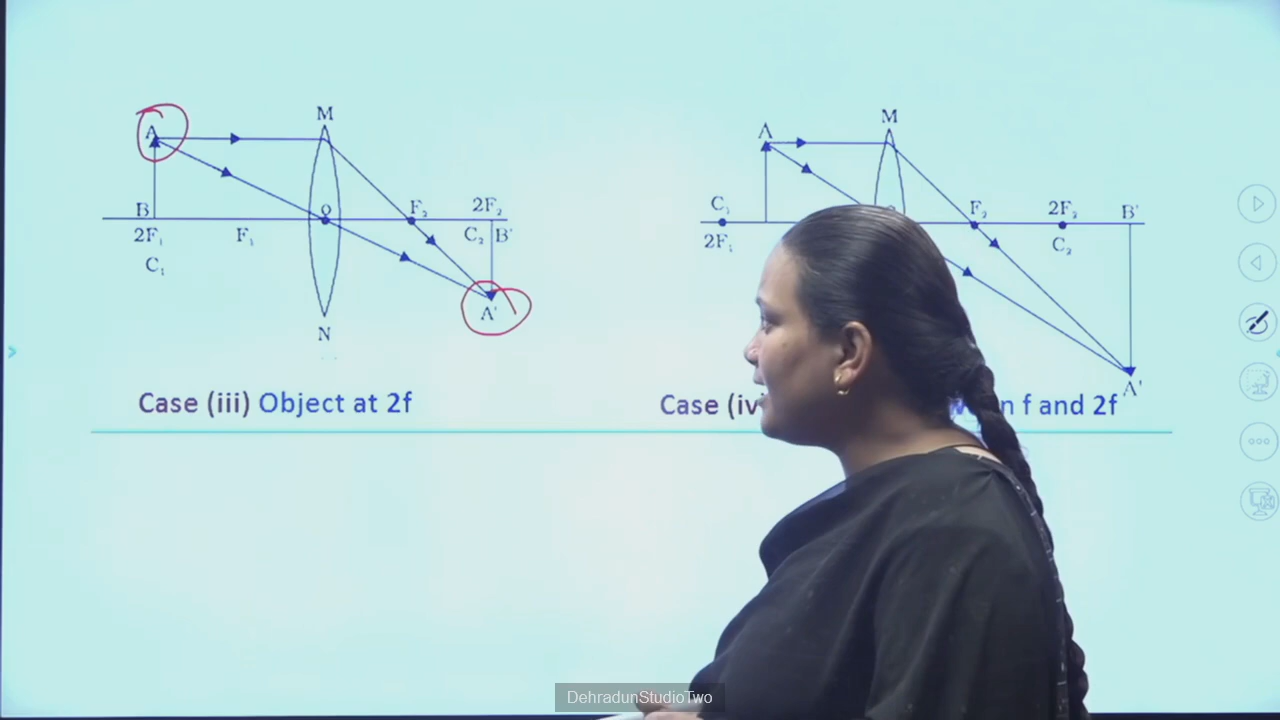 M
A
B
O
F₂
2F₂
2F₁
F₁
C₂
B'
C₁
A'
N
Case (iii) Object at 2f
M
A
C₁
F₂
2F₂
B'
2F₁
C₂
A'
Case (iv
n f and 2f
DehradunStudioTwo